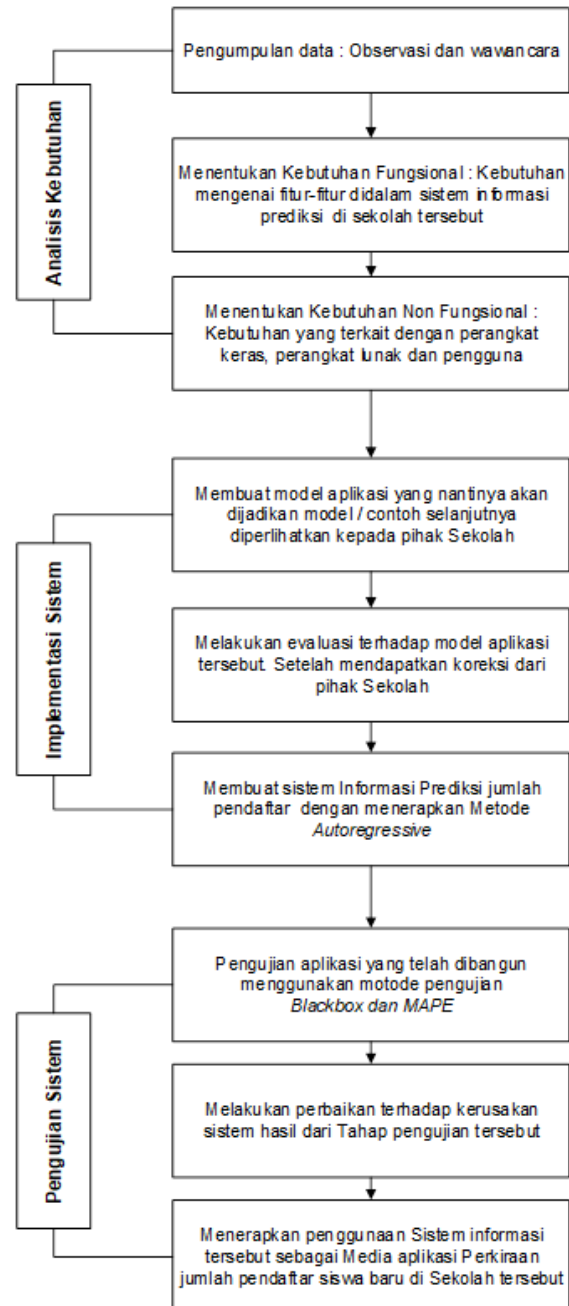 Pengumpulan data : Observasi dan wawancara
Analisis Kebutuhan
Menentukan Kebutuhan Fungsional : Kebutuhan
mengenai fitur-fitur didalam sistem informasi
prediksi di sekolah tersebut
Menentukan Kebutuhan Non Fungsional :
Kebutuhan yang terkait dengan perangkat
keras, perangkat lunak dan pengguna
Implementasi Sistem
Membuat model aplikasi yang nantinya akan
dijadikan model / contoh selanjutnya
diperlihatkan kepada pihak Sekolah
Melakukan evaluasi terhadap model aplikasi
tersebut. Setelah mendapatkan koreksi dari
pihak Sekolah
Membuat sistem Informasi Prediksi jumlah
pendaftar dengan menerapkan Metode
Autoregressive
Pengujian Sistem
Pengujian aplikasi yang telah dibangun
menggunakan motode pengujian
Blackbox dan MAPE
Melakukan perbaikan terhadap kerusakan
sistem hasil dari Tahap pengujian tersebut
Menerapkan penggunaan Sistem informasi
tersebut sebagai Media aplikasi Perkiraan
jumlah pendaftar siswa baru di Sekolah tersebut